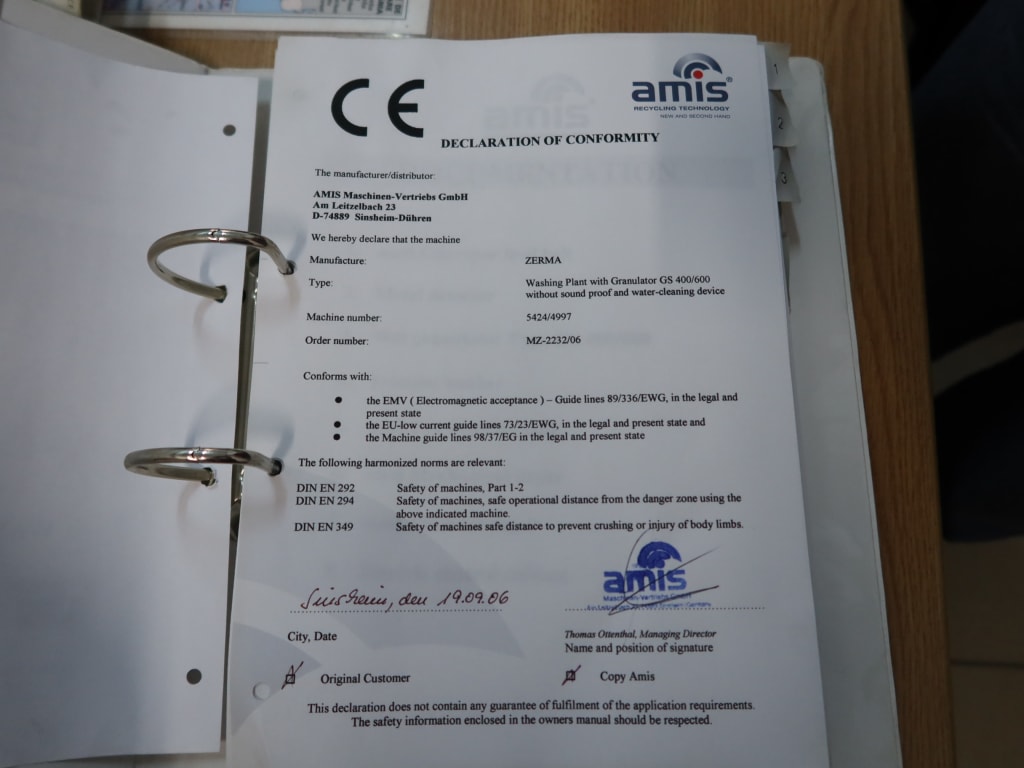 CE
amis®
RECYCLING TECHNOLOGY
NEW AND SECOND HAND
DECLARATION OF CONFORMITY
The manufacturer/distributor:
AMIS Maschinen-Vertriebs GmbH
Am Leitzelbach 23
D-74889 Sinsheim-Dühren
We hereby declare that the machine
Manufacture: ZERMA
Type: Washing Plant with Granulator GS 400/600
without sound proof and water-cleaning device
Machine number: 5424/4997
Order number: MZ-2232/06
Conforms with:
● the EMV ( Electromagnetic acceptance ) – Guide lines 89/336/EWG, in the legal and
present state
● the EU-low current guide lines 73/23/EWG, in the legal and present state and
● the Machine guide lines 98/37/EG in the legal and present state
The following harmonized norms are relevant:
DIN EN 292 Safety of machines, Part 1-2
DIN EN 294 Safety of machines, safe operational distance from the danger zone using the
above indicated machine.
DIN EN 349 Safety of machines safe distance to prevent crushing or injury of body limbs.
amis
Maschinen-Vertriebs GmbH
Sinsheim, den 19.09.06
City, Date
Thomas Ottenthal, Managing Director
Name and position of signature
Original Customer
Copy Amis
This declaration does not contain any guarantee of fulfilment of the application requirements.
The safety information enclosed in the owners manual should be respected.
1
2
3